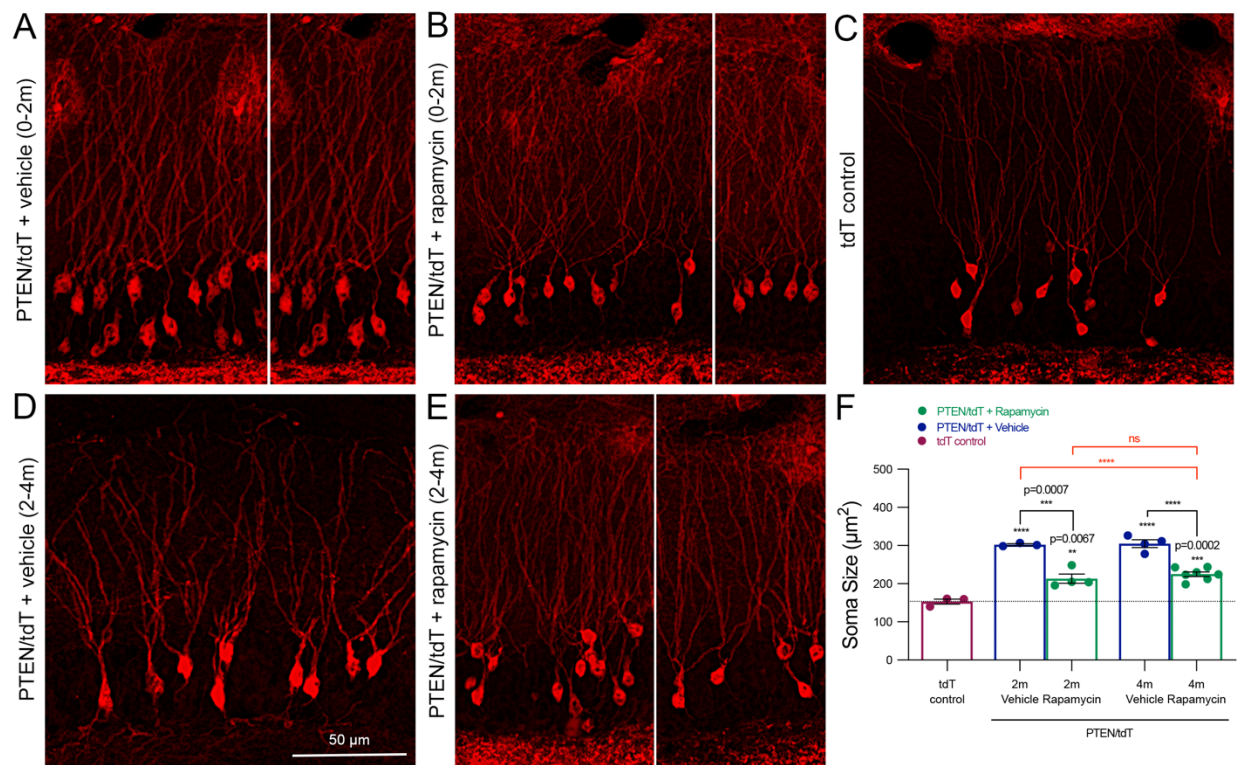 A
PTEN/tdT + vehicle (0-2m)
B
PTEN/tdT + rapamycin (0-2m)
C
tdT control
D
PTEN/tdT + vehicle (2-4m)
50 µm
E
PTEN/tdT + rapamycin (2-4m)
F
PTEN/tdT + Rapamycin
PTEN/tdT + Vehicle
tdT control
ns
****
p=0.0007
***
****
****
****
p=0.0067
**
p=0.0002
***
Soma Size (µm²)
500
400
300
200
100
0
tdT
control
2m
Vehicle
2m
Rapamycin
4m
Vehicle
4m
Rapamycin
PTEN/tdT